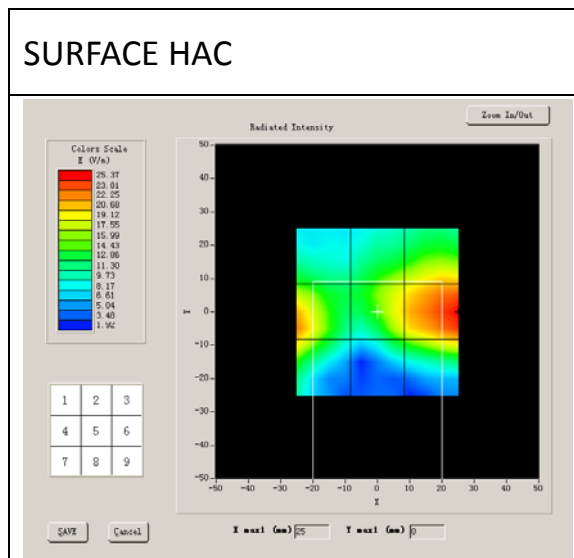 SURFACE HAC
Zoom In/Out
Radiated Intensity
Colors Scale
E (V/m)
25.37
23.81
22.25
20.68
19.12
17.55
15.99
14.43
12.86
11.30
9.73
8.17
6.61
5.04
3.48
1.92
50
40
30
20
10
0
-10
-20
-30
-40
-50
Y
-50 -40 -30 -20 -10 0 10 20 30 40 50
X
1 2 3
4 5 6
7 8 9
SAVE Cancel
X maxi (mm) 25 Y maxi (mm) 0